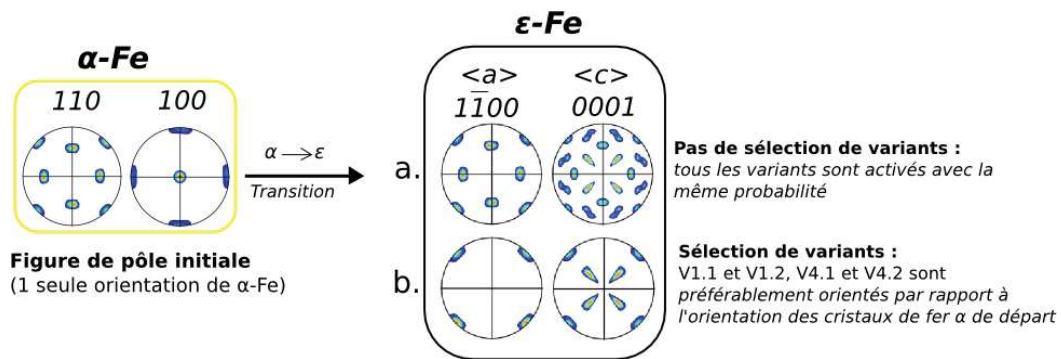 α-Fe
110 100
Figure de pôle initiale
(1 seule orientation de α-Fe)
α → ε
Transition
ε-Fe
<a> <c>
11̅00 0001
a.
Pas de sélection de variants :
tous les variants sont activés avec la
même probabilité
b.
Sélection de variants :
V1.1 et V1.2, V4.1 et V4.2 sont
préférablement orientés par rapport à
l'orientation des cristaux de fer α de départ